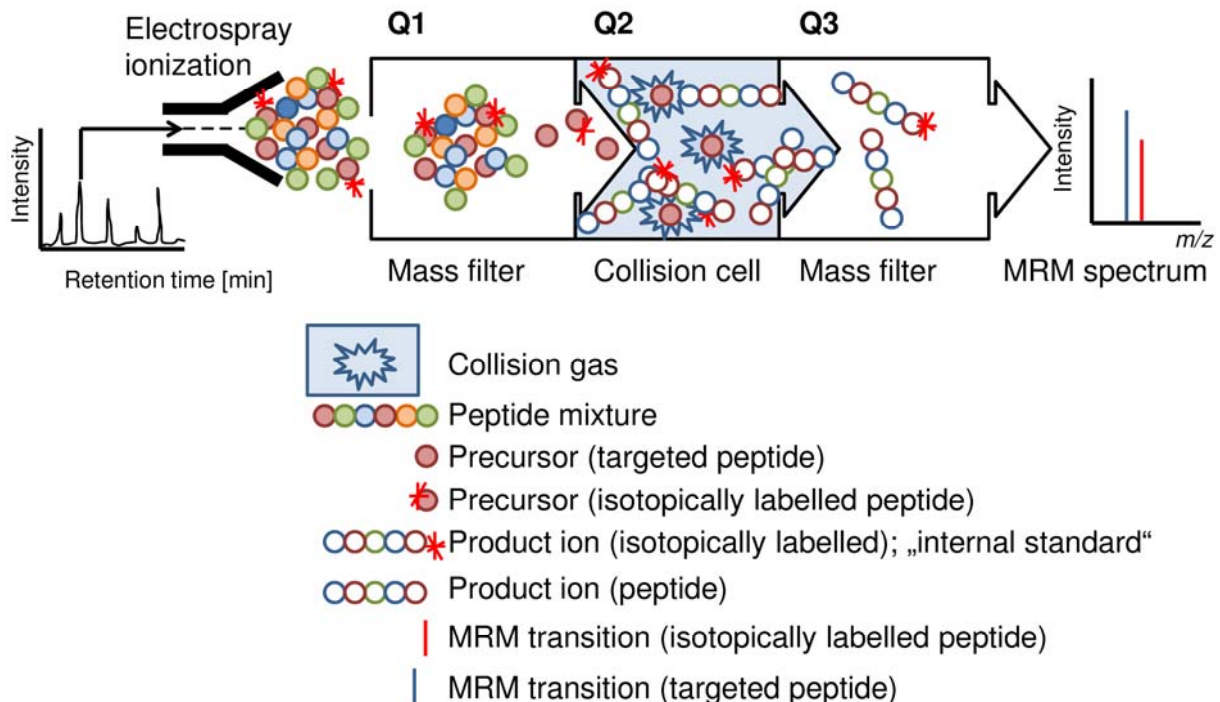 Electrospray
ionization
Q1
Q2
Q3
Intensity
Retention time [min]
Mass filter
Collision cell
Mass filter
Intensity
m/z
MRM spectrum
Collision gas
Peptide mixture
Precursor (targeted peptide)
Precursor (isotopically labelled peptide)
Product ion (isotopically labelled); „internal standard“
Product ion (peptide)
MRM transition (isotopically labelled peptide)
MRM transition (targeted peptide)